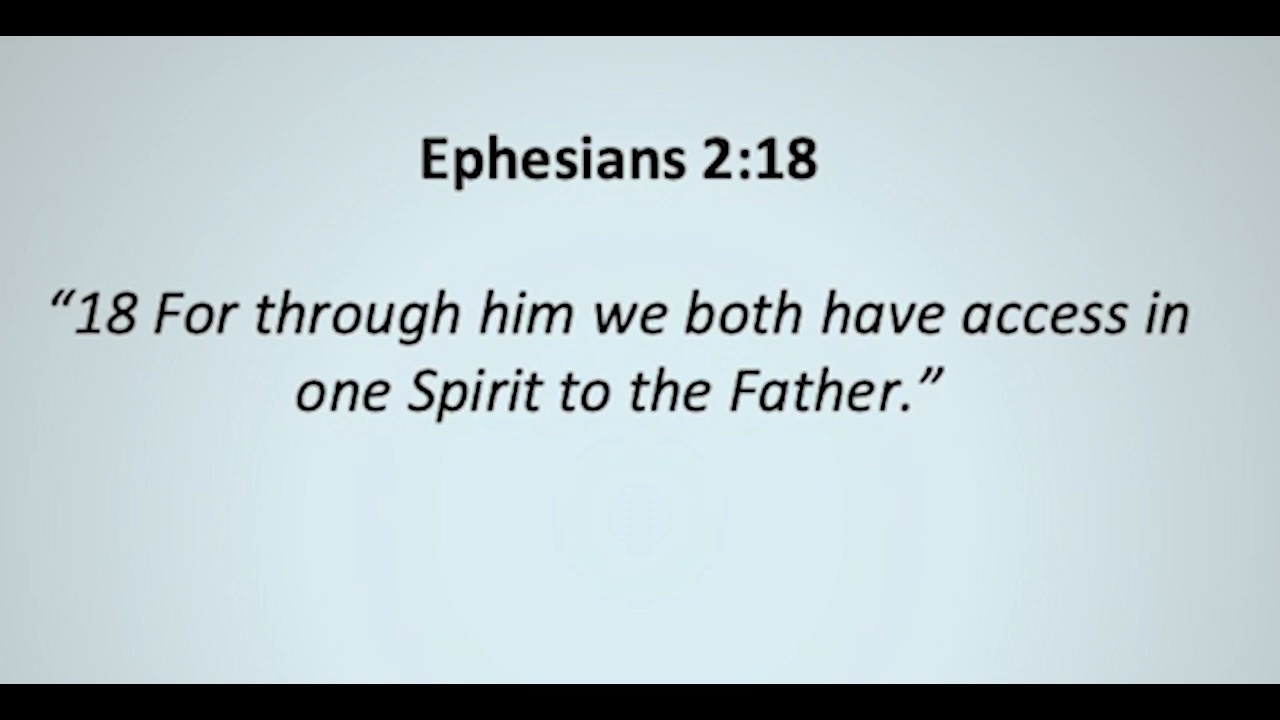 Ephesians 2:18
“18 For through him we both have access in
one Spirit to the Father.”